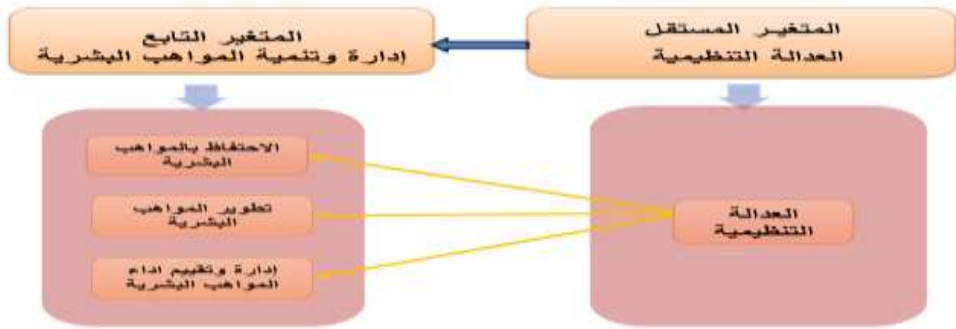 المتغير المستقل
العدالة التنظيمية
المتغير التابع
إدارة وتنمية المواهب البشرية
العدالة
التنظيمية
الاحتفاظ بالمواهب
البشرية
تطوير المواهب
البشرية
إدارة وتقييم اداء
المواهب البشرية